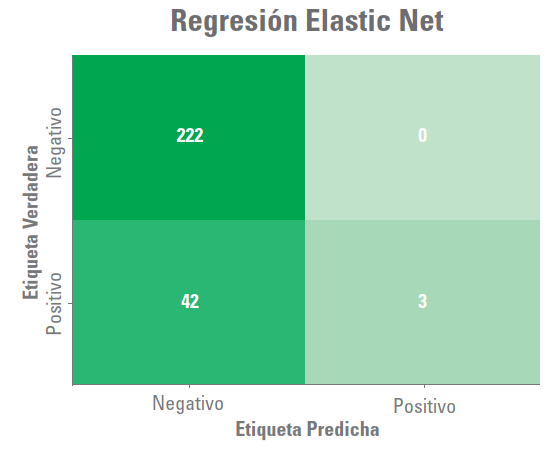 Regresión Elastic Net
Etiqueta Verdadera
Negativo
222
0
Positivo
42
3
Negativo
Positivo
Etiqueta Predicha